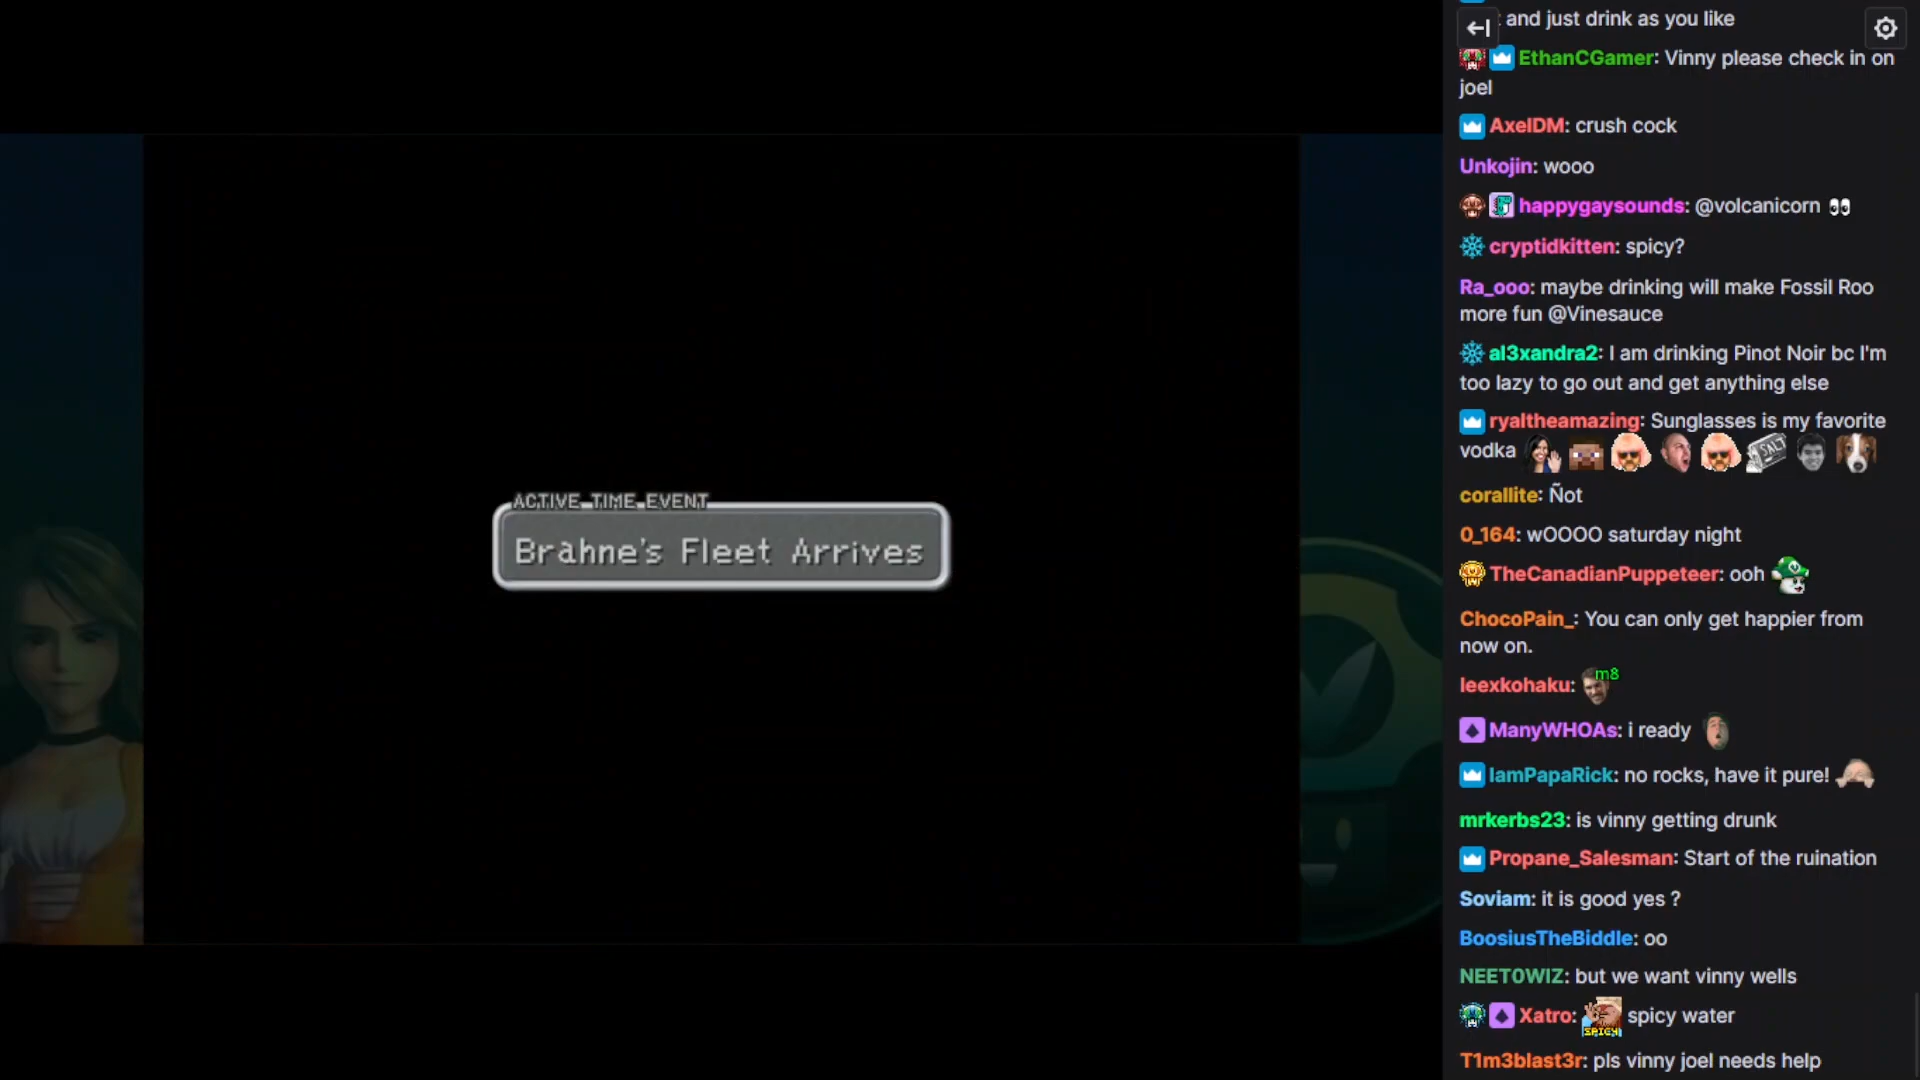 ACTIVE TIME EVENT
Brahne's Fleet Arrives
and just drink as you like
EthanCGamer: Vinny please check in on
joel
AxelDM: crush cock
Unkojin: wooo
happygaysounds: @volcanicorn
cryptidkitten: spicy?
Ra_ooo: maybe drinking will make Fossil Roo
more fun @Vinesauce
al3xandra2: I am drinking Pinot Noir bc I'm
too lazy to go out and get anything else
ryaltheamazing: Sunglasses is my favorite
vodka SALT
corallite: Ñot
0_164: wOOOO saturday night
TheCanadianPuppeteer: ooh
ChocoPain_: You can only get happier from
now on.
leexkohaku: m8
ManyWHOAs: i ready
IamPapaRick: no rocks, have it pure!
mrkerbs23: is vinny getting drunk
Propane_Salesman: Start of the ruination
Soviam: it is good yes ?
BoosiusTheBiddle: oo
NEET0WIZ: but we want vinny wells
Xatro: SPICY spicy water
T1m3blast3r: pls vinny joel needs help